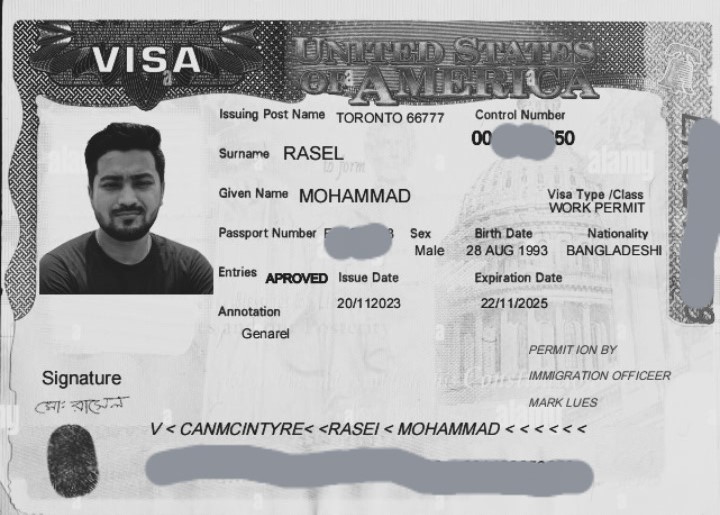 VISA
UNITED STATES
OF AMERICA
Issuing Post Name TORONTO 66777 Control Number
00 50
Surname RASEL
Given Name MOHAMMAD Visa Type /Class
WORK PERMIT
Passport Number Sex Birth Date Nationality
Male 28 AUG 1993 BANGLADESHI
Entries APROVED Issue Date Expiration Date
20/112023 22/11/2025
Annotation
Genarel
PERMIT ION BY
Signature IMMIGRATION OFFICEER
মোঃ রাসেল MARK LUES
V < CANMCINTYRE< <RASEI < MOHAMMAD < < < < < <
alamy